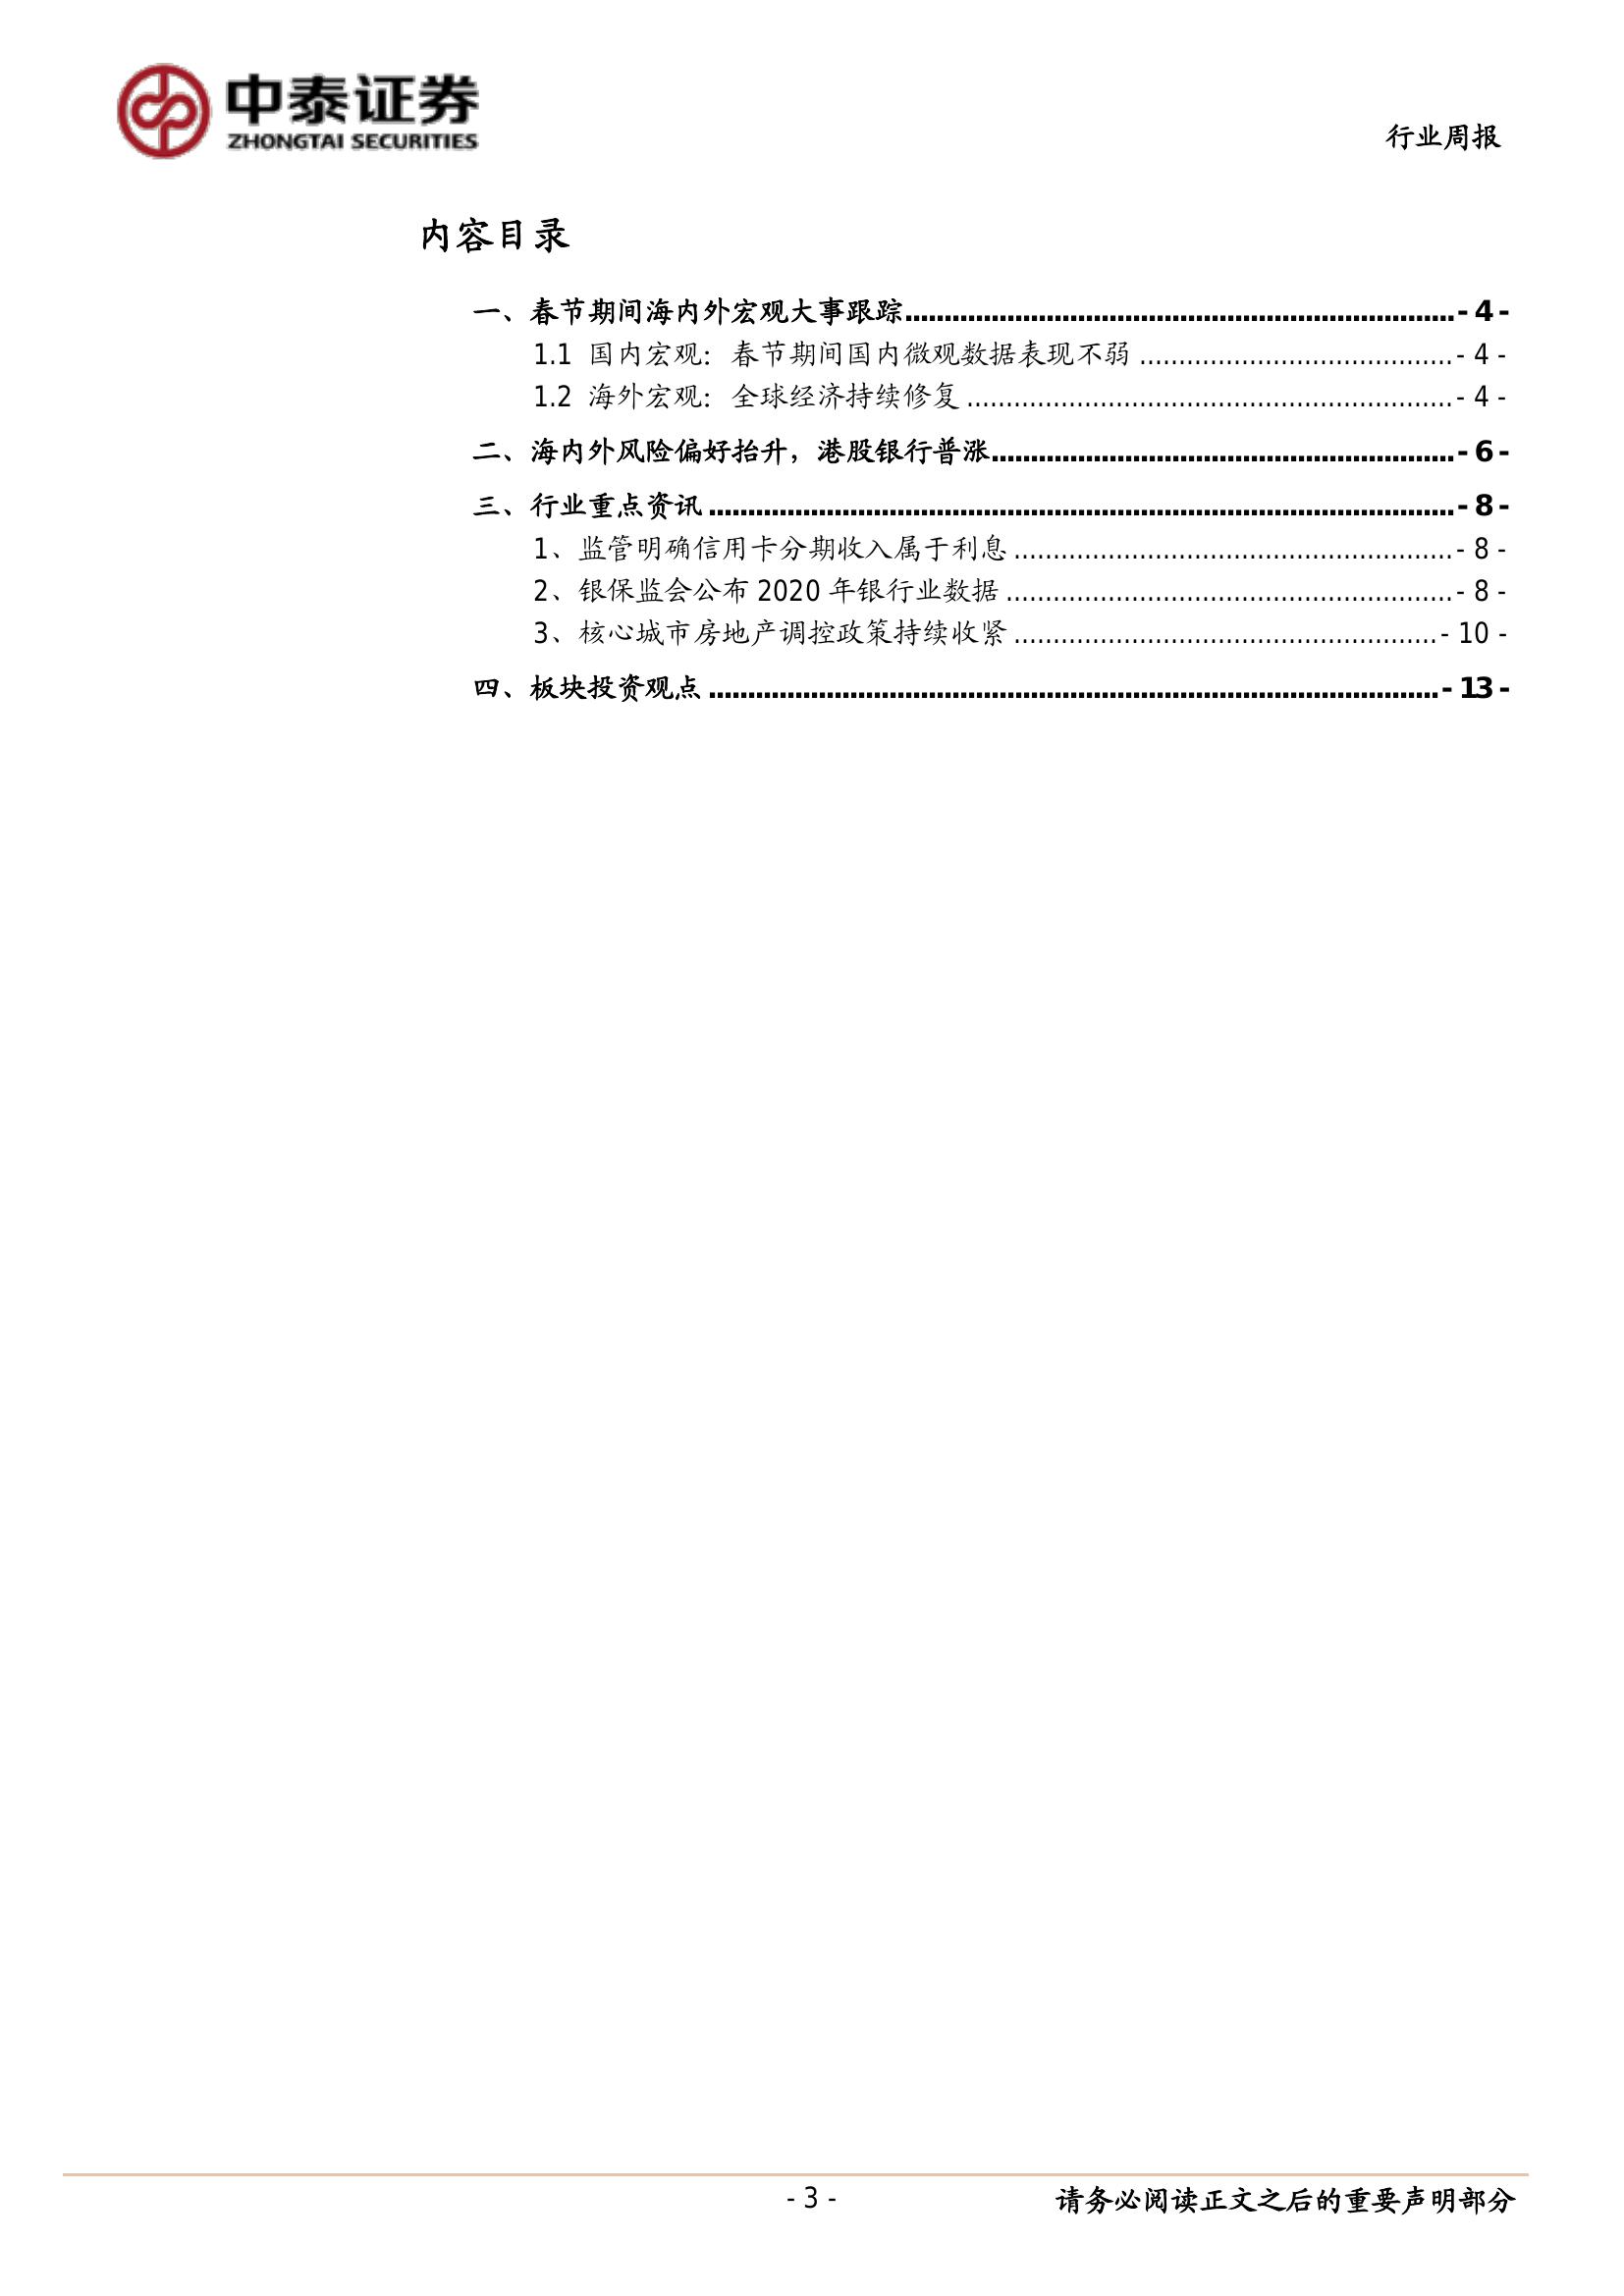 中泰证券
ZHONGTAI SECURITIES
行业周报
内容目录
一、春节期间海内外宏观大事跟踪......................................................................- 4 -
1.1 国内宏观：春节期间国内微观数据表现不弱........................................- 4 -
1.2 海外宏观：全球经济持续修复..............................................................- 4 -
二、海内外风险偏好抬升，港股银行普涨...........................................................- 6 -
三、行业重点资讯...............................................................................................- 8 -
1、监管明确信用卡分期收入属于利息........................................................- 8 -
2、银保监会公布 2020 年银行业数据.........................................................- 8 -
3、核心城市房地产调控政策持续收紧......................................................- 10 -
四、板块投资观点.............................................................................................- 13 -
- 3 -
请务必阅读正文之后的重要声明部分